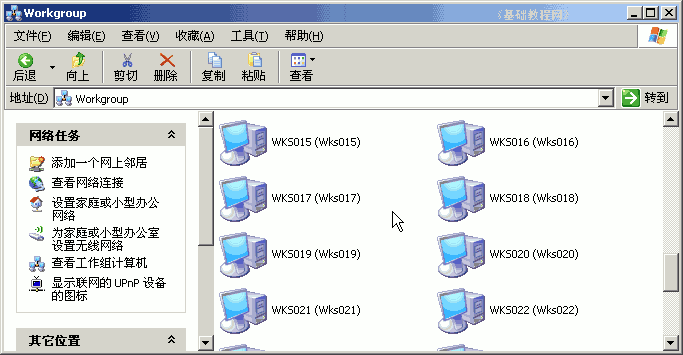 Workgroup
《基础教程网》
文件(F) 编辑(E) 查看(V) 收藏(A) 工具(T) 帮助(H)
后退 向上 剪切 删除 复制 粘贴 查看
地址(D) Workgroup 转到
网络任务
添加一个网上邻居
查看网络连接
设置家庭或小型办公
网络
为家庭或小型办公室
设置无线网络
查看工作组计算机
显示联网的 UPnP 设备
的图标
其它位置
WKS015 (Wks015) WKS016 (Wks016)
WKS017 (Wks017) WKS018 (Wks018)
WKS019 (Wks019) WKS020 (Wks020)
WKS021 (Wks021) WKS022 (Wks022)